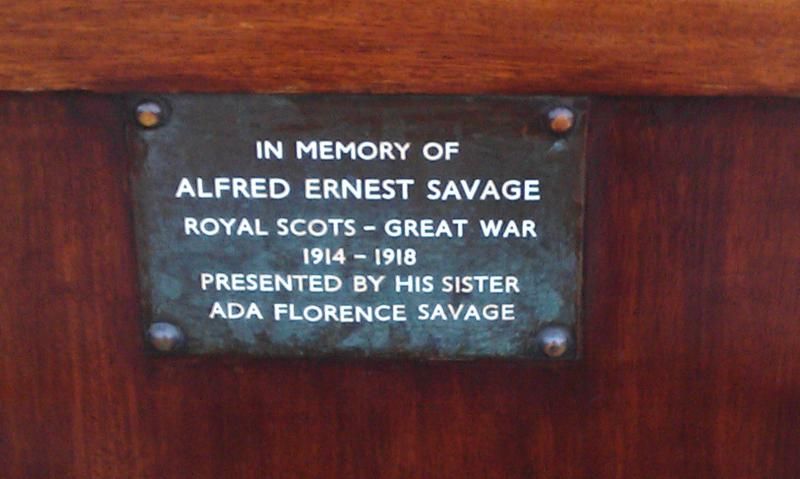 IN MEMORY OF
ALFRED ERNEST SAVAGE
ROYAL SCOTS – GREAT WAR
1914 – 1918
PRESENTED BY HIS SISTER
ADA FLORENCE SAVAGE